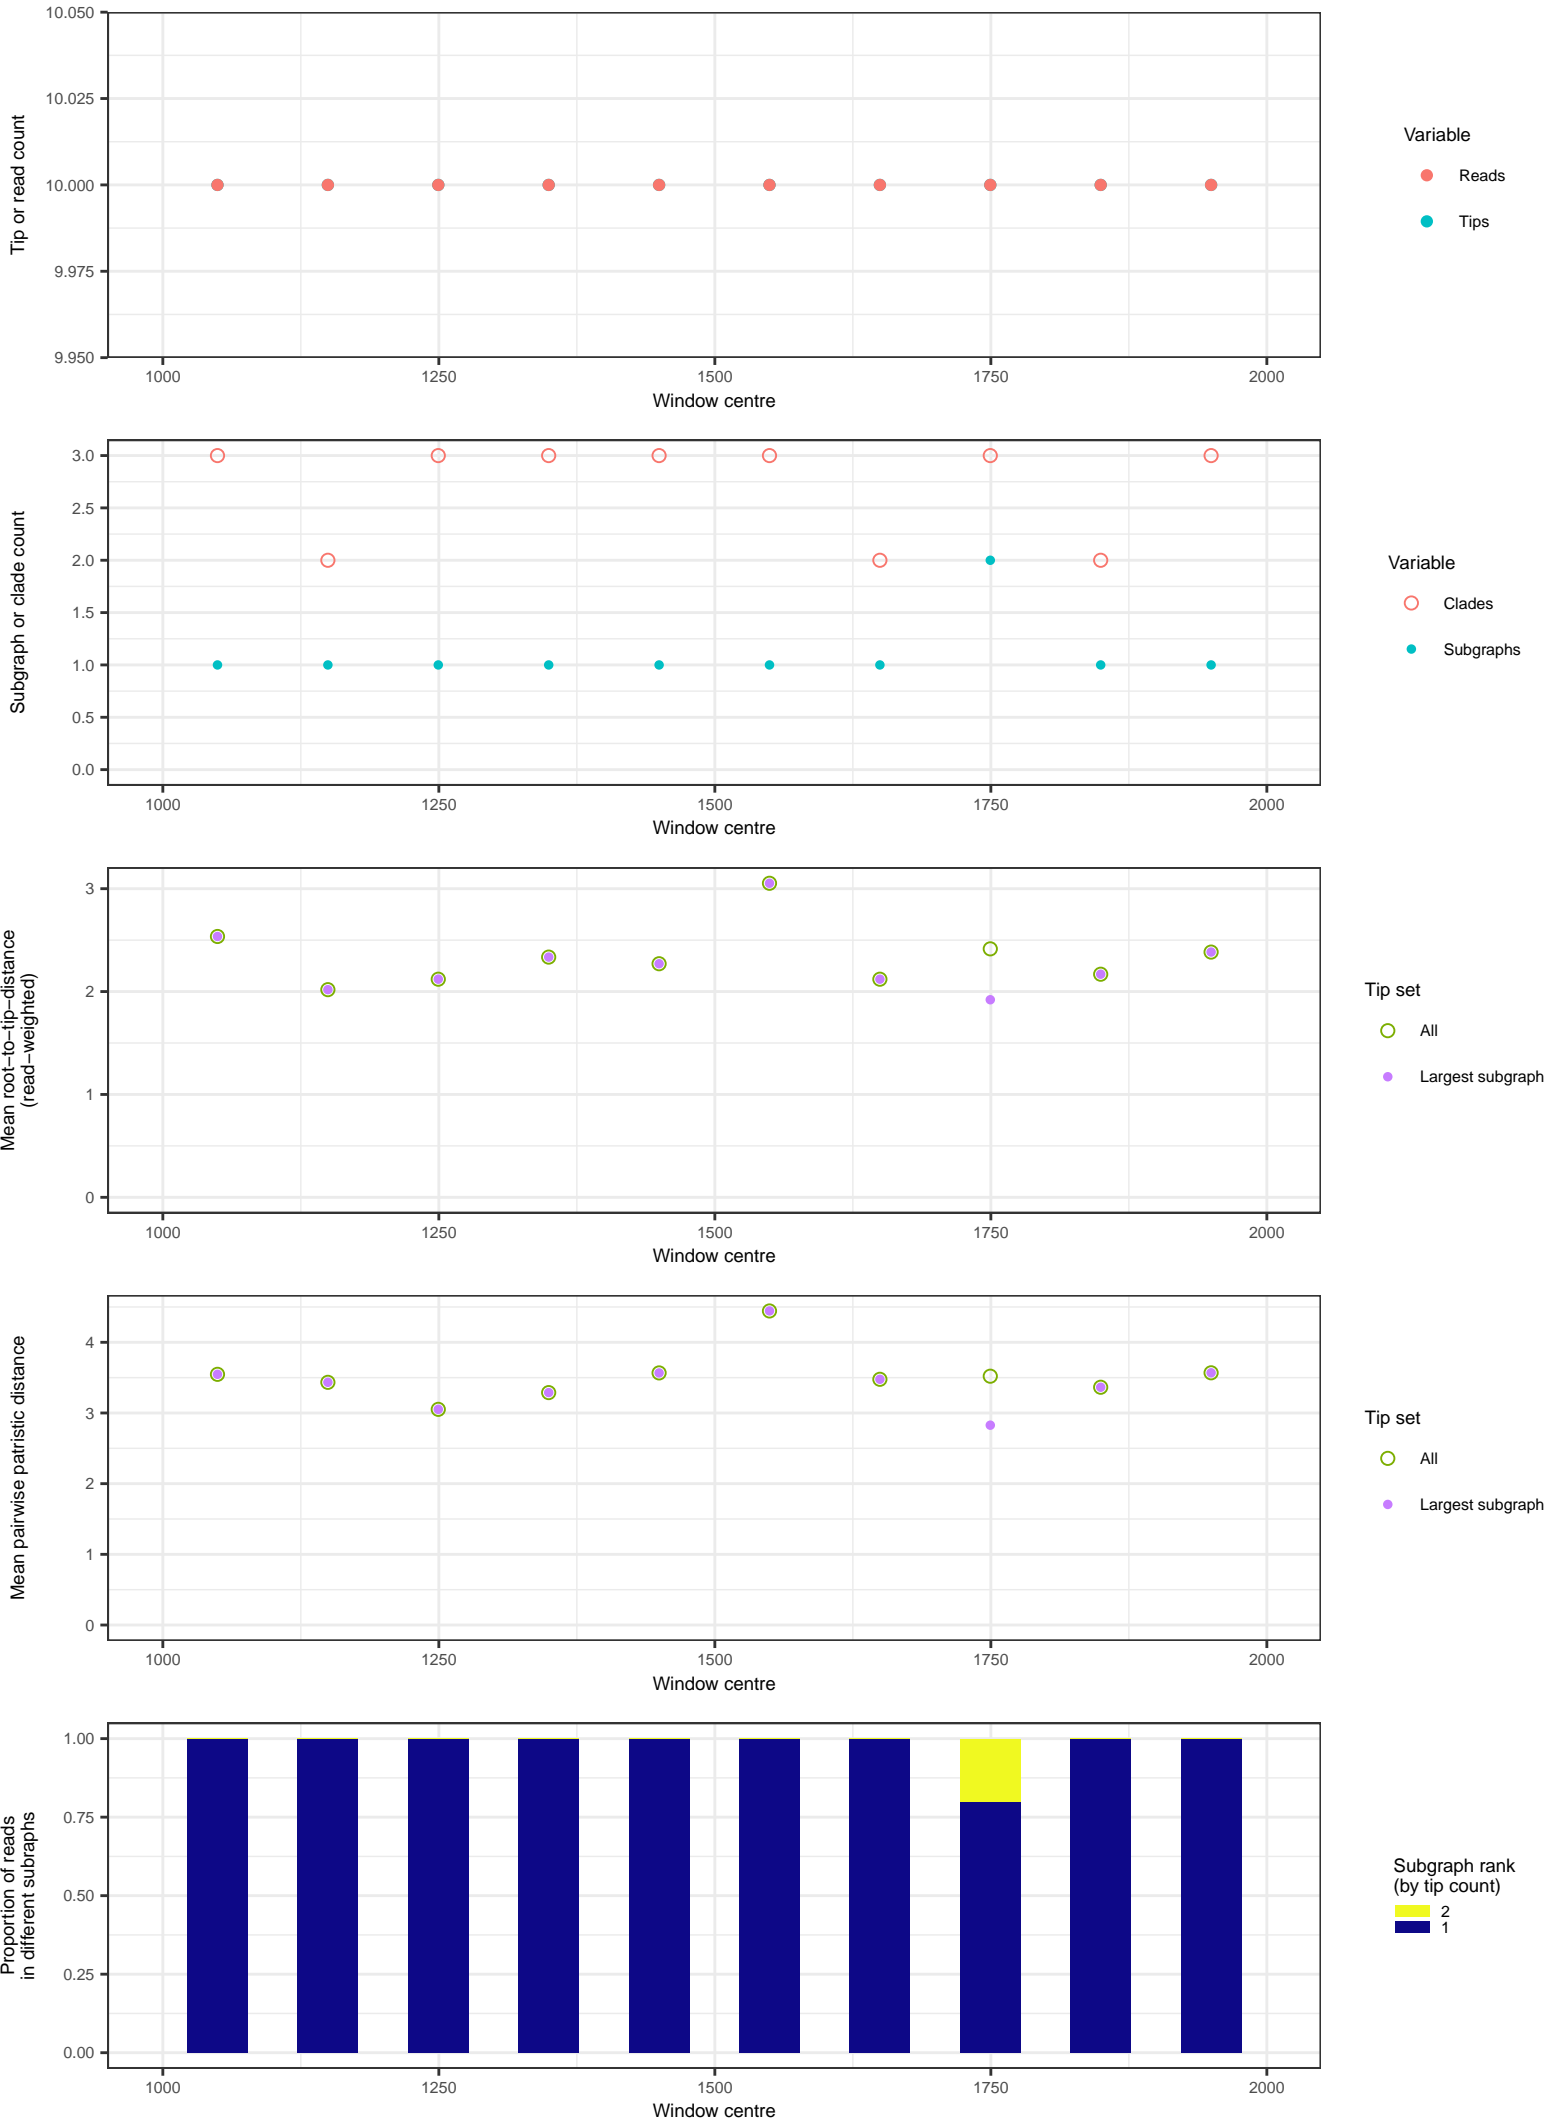 10.050
10.025
10.000
9.975
9.950
Tip or read count
1000 1250 1500 1750 2000
Window centre
Variable
Reads
Tips
3.0
2.5
2.0
1.5
1.0
0.5
0.0
Subgraph or clade count
1000 1250 1500 1750 2000
Window centre
Variable
Clades
Subgraphs
3
2
1
0
Mean root−to−tip−distance
(read−weighted)
1000 1250 1500 1750 2000
Window centre
Tip set
All
Largest subgraph
4
3
2
1
0
Mean pairwise patristic distance
1000 1250 1500 1750 2000
Window centre
Tip set
All
Largest subgraph
1.00
0.75
0.50
0.25
0.00
Proportion of reads
in different subraphs
1000 1250 1500 1750 2000
Window centre
Subgraph rank
(by tip count)
2
1